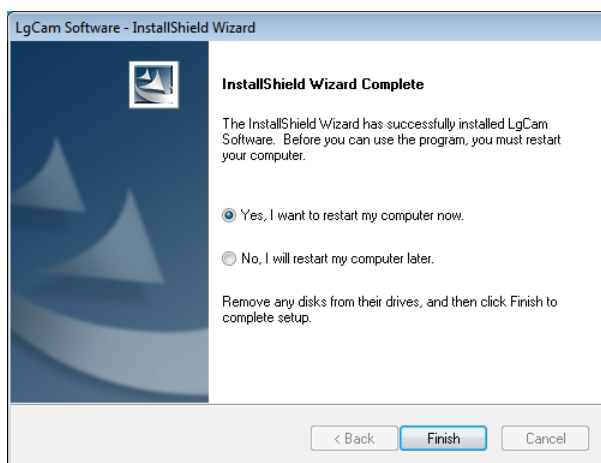 LgCam Software - InstallShield Wizard
InstallShield Wizard Complete
The InstallShield Wizard has successfully installed LgCam
Software. Before you can use the program, you must restart
your computer.
Yes, I want to restart my computer now.
No, I will restart my computer later.
Remove any disks from their drives, and then click Finish to
complete setup.
< Back
Finish
Cancel